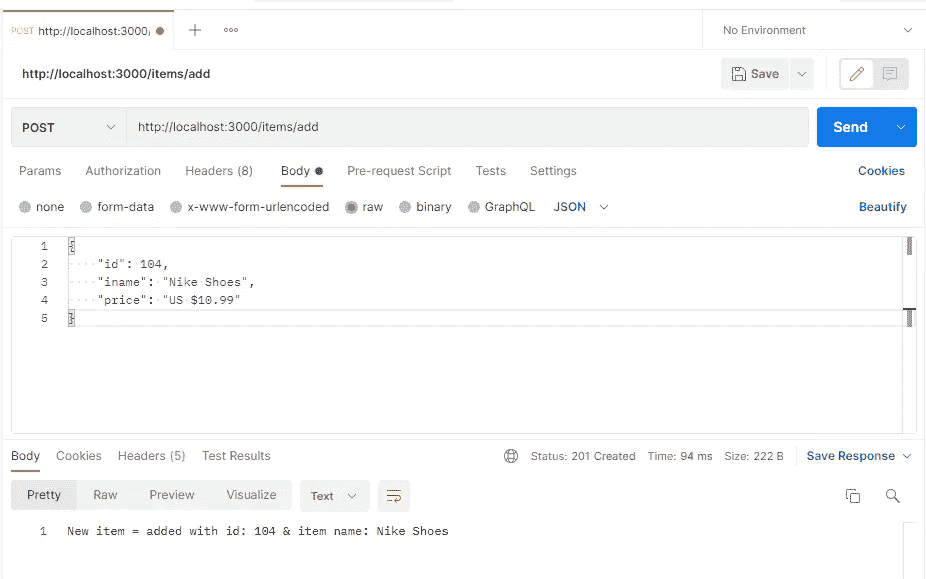 POST http://localhost:3000/
No Environment
http://localhost:3000/items/add
Save
POST http://localhost:3000/items/add Send
Params Authorization Headers (8) Body Pre-request Script Tests Settings Cookies
none form-data x-www-form-urlencoded raw binary GraphQL JSON Beautify
1 {
2 "id": 104,
3 "iname": "Nike Shoes",
4 "price": "US $10.99"
5 }
Body Cookies Headers (5) Test Results Status: 201 Created Time: 94 ms Size: 222 B Save Response
Pretty Raw Preview Visualize Text
1 New item = added with id: 104 & item name: Nike Shoes